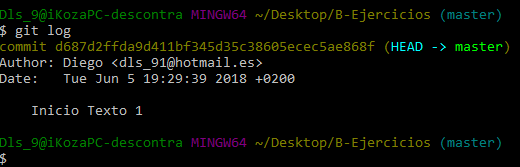 Dls_9@iKozaPC-descontra MINGW64 ~/Desktop/B-Ejercicios (master)
$ git log
commit d687d2ffda9d411bf345d35c38605ecec5ae868f (HEAD -> master)
Author: Diego <dls_91@hotmail.es>
Date:   Tue Jun 5 19:29:39 2018 +0200
    Inicio Texto 1
Dls_9@iKozaPC-descontra MINGW64 ~/Desktop/B-Ejercicios (master)
$